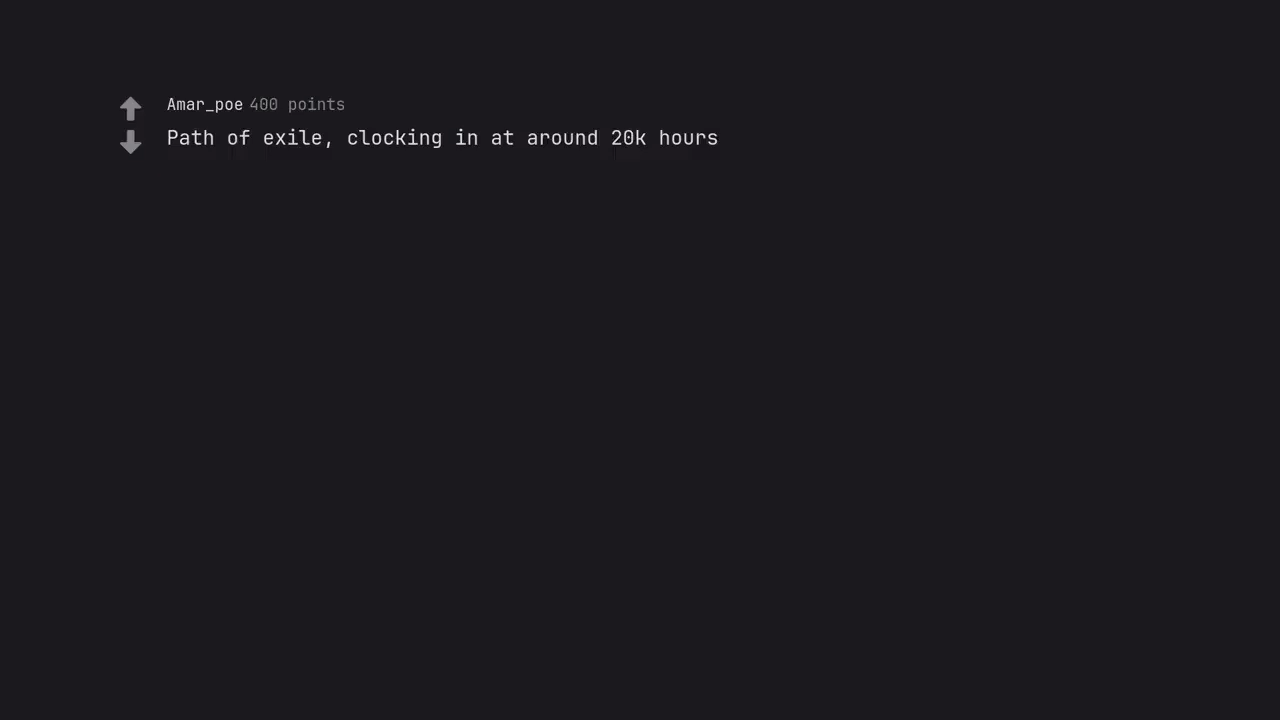 Amar_poe 400 points
Path of exile, clocking in at around 20k hours